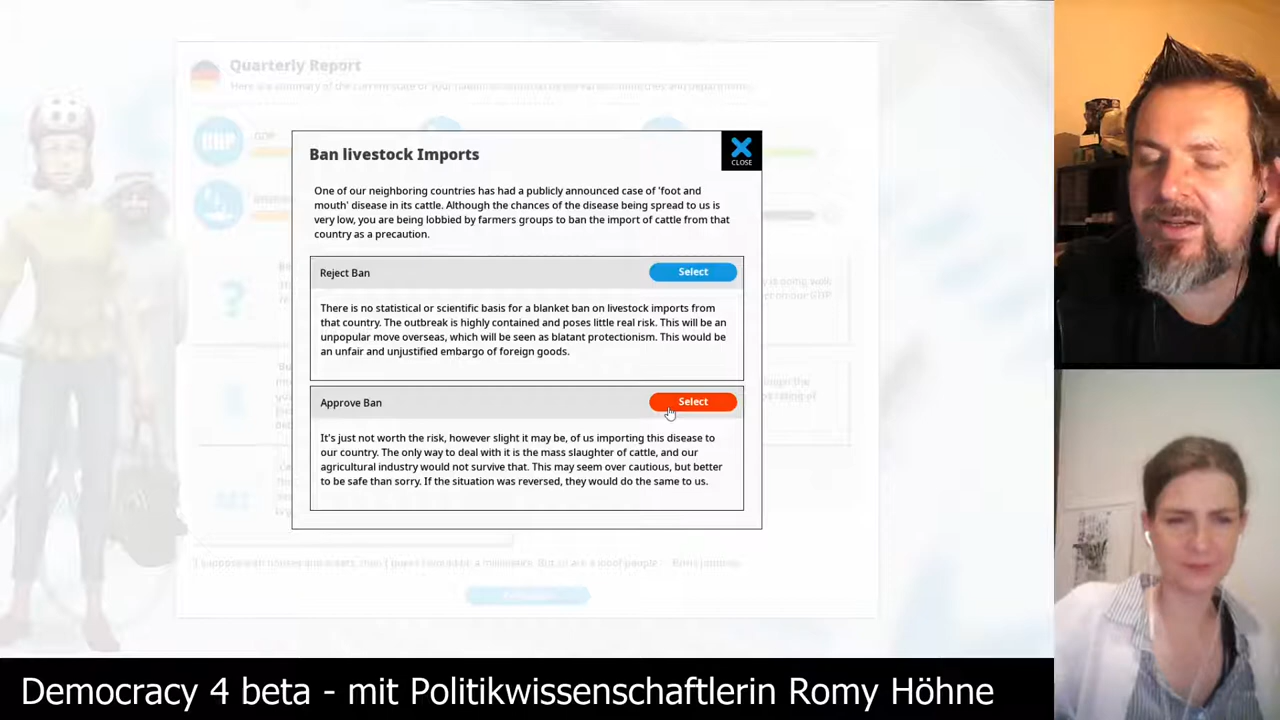 Quarterly Report
GDP
Ban livestock Imports
CLOSE
One of our neighboring countries has had a publicly announced case of 'foot and
mouth' disease in its cattle. Although the chances of the disease being spread to us is
very low, you are being lobbied by farmers groups to ban the import of cattle from that
country as a precaution.
Reject Ban
Select
There is no statistical or scientific basis for a blanket ban on livestock imports from
that country. The outbreak is highly contained and poses little real risk. This will be an
unpopular move overseas, which will be seen as blatant protectionism. This would be
an unfair and unjustified embargo of foreign goods.
Approve Ban
Select
It's just not worth the risk, however slight it may be, of us importing this disease to
our country. The only way to deal with it is the mass slaughter of cattle, and our
agricultural industry would not survive that. This may seem over cautious, but better
to be safe than sorry. If the situation was reversed, they would do the same to us.
Democracy 4 beta - mit Politikwissenschaftlerin Romy Höhne